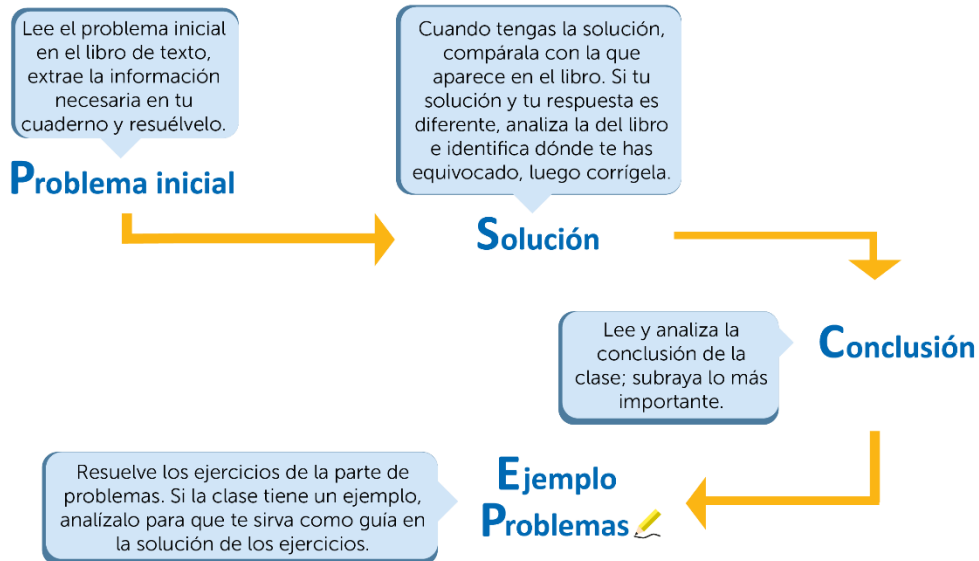 Lee el problema inicial
en el libro de texto,
extrae la información
necesaria en tu
cuaderno y resuélvelo.
Problema inicial
Cuando tengas la solución,
compárala con la que
aparece en el libro. Si tu
solución y tu respuesta es
diferente, analiza la del libro
e identifica dónde te has
equivocado, luego corrígela.
Solución
Lee y analiza la
conclusión de la
clase; subraya lo más
importante.
Conclusión
Resuelve los ejercicios de la parte de
problemas. Si la clase tiene un ejemplo,
analízalo para que te sirva como guía en
la solución de los ejercicios.
Ejemplo
Problemas